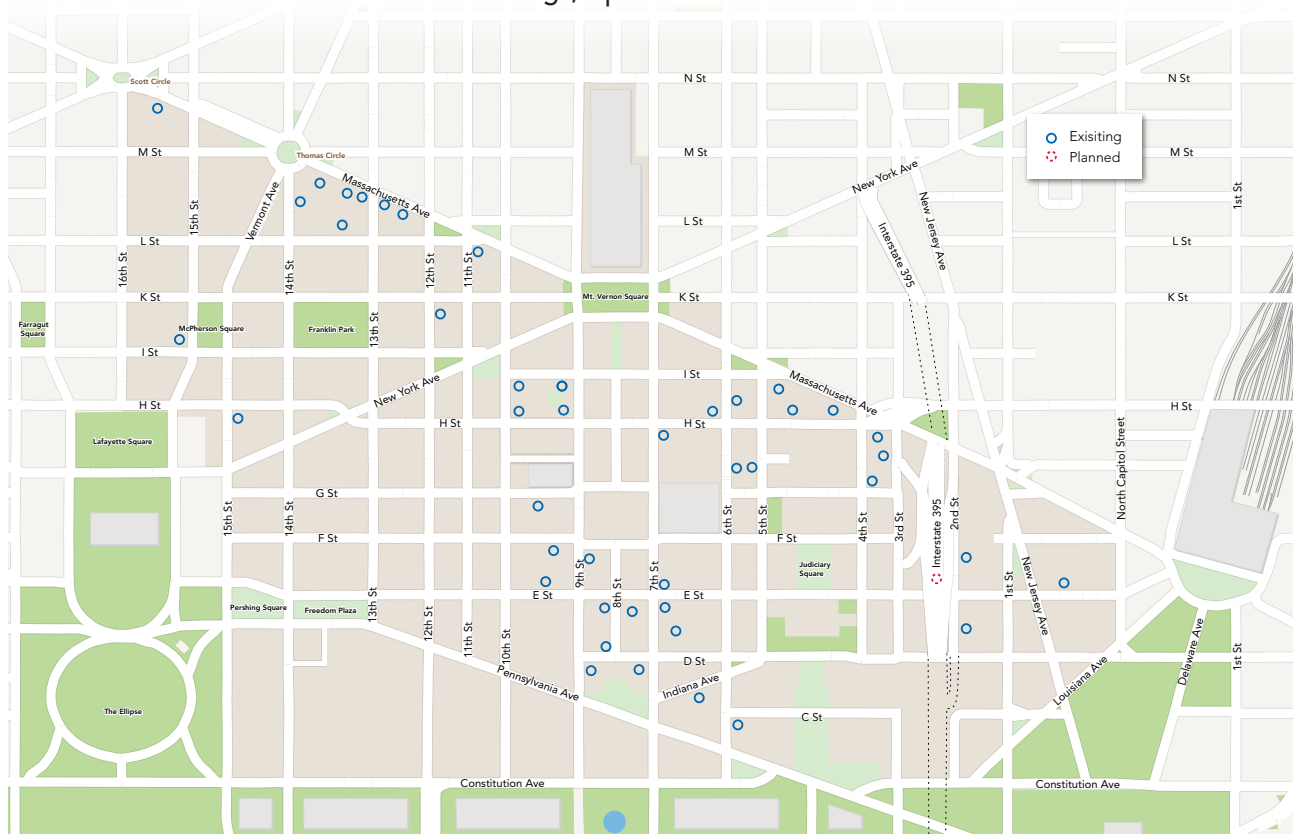 N St
N St
Scott Circle
Exisiting
Planned
M St
Thomas Circle
M St
M St
Massachusetts Ave
New York Ave
Vermont Ave
15th St
New Jersey Ave
1st St
L St
L St
L St
Interstate 395
16th St
14th St
12th St
11th St
K St
Mt. Vernon Square
K St
K St
Farragut
Square
McPherson Square
Franklin Park
13th St
I St
I St
Massachusetts Ave
New York Ave
H St
H St
H St
H St
Lafayette Square
North Capitol Street
G St
15th St
14th St
6th St
5th St
4th St
3rd St
Interstate 395
2nd St
F St
F St
Judiciary
Square
9th St
8th St
7th St
E St
E St
1st St
New Jersey Ave
Pershing Square
Freedom Plaza
13th St
12th St
11th St
10th St
D St
Delaware Ave
1st St
Pennsylvania Ave
Indiana Ave
Louisiana Ave
The Ellipse
C St
Constitution Ave
Constitution Ave